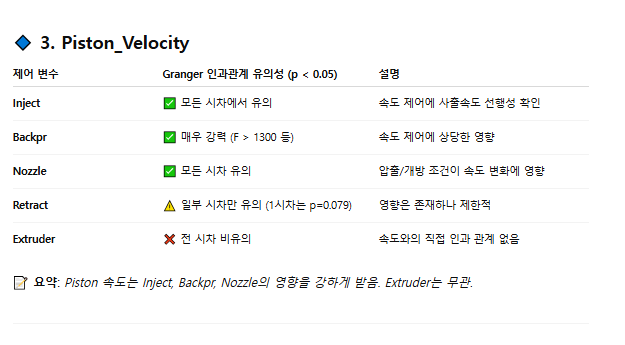 🔷 3. Piston_Velocity
제어 변수 Granger 인과관계 유의성 (p < 0.05) 설명
Inject ✅ 모든 시차에서 유의 속도 제어에 사출속도 선행성 확인
Backpr ✅ 매우 강력 (F > 1300 등) 속도 제어에 상당한 영향
Nozzle ✅ 모든 시차 유의 압출/개방 조건이 속도 변화에 영향
Retract ⚠️ 일부 시차만 유의 (1시차는 p=0.079) 영향은 존재하나 제한적
Extruder ❌ 전 시차 비유의 속도와의 직접 인과 관계 없음
📝 요약: Piston 속도는 Inject, Backpr, Nozzle의 영향을 강하게 받음. Extruder는 무관.